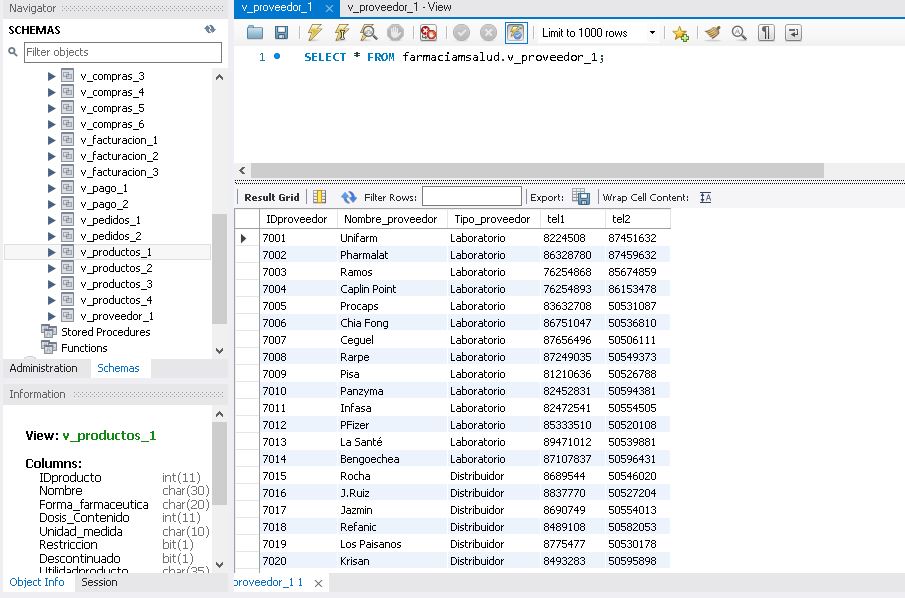 Navigator
SCHEMAS
Filter objects
v_compras_3
v_compras_4
v_compras_5
v_compras_6
v_facturacion_1
v_facturacion_2
v_facturacion_3
v_pago_1
v_pago_2
v_pedidos_1
v_pedidos_2
v_productos_1
v_productos_2
v_productos_3
v_productos_4
v_proveedor_1
Stored Procedures
Functions
Administration Schemas
Information
View: v_productos_1
Columns:
IDproducto int(11)
Nombre char(30)
Forma_farmaceutica char(20)
Dosis_Contenido int(11)
Unidad_medida char(10)
Restriccion bit(1)
Descontinuado bit(1)
Utilidadproducto char(35)
Object Info Session
v_proveedor_1 v_proveedor_1 - View
Limit to 1000 rows
1 SELECT * FROM farmaciamsalud.v_proveedor_1;
Result Grid Filter Rows: Export: Wrap Cell Content:
IDproveedor Nombre_proveedor Tipo_proveedor tel1 tel2
7001 Unifarm Laboratorio 8224508 87451632
7002 Pharmalat Laboratorio 86328780 87459632
7003 Ramos Laboratorio 76254868 85674859
7004 Caplin Point Laboratorio 76254893 86153478
7005 Procaps Laboratorio 83632708 50531087
7006 Chia Fong Laboratorio 86751047 50536810
7007 Ceguel Laboratorio 87656496 50506111
7008 Rarpe Laboratorio 87249035 50549373
7009 Pisa Laboratorio 81210636 50526788
7010 Panzyma Laboratorio 82452831 50594381
7011 Infasa Laboratorio 82472541 50554505
7012 PFizer Laboratorio 85333510 50520108
7013 La Santé Laboratorio 89471012 50539881
7014 Bengoechea Laboratorio 87107837 50596431
7015 Rocha Distribuidor 8689544 50546020
7016 J.Ruiz Distribuidor 8837770 50527204
7017 Jazmin Distribuidor 8690749 50554013
7018 Refanic Distribuidor 8489108 50582053
7019 Los Paisanos Distribuidor 8775477 50530178
7020 Krisan Distribuidor 8493283 50595898
proveedor_1 1